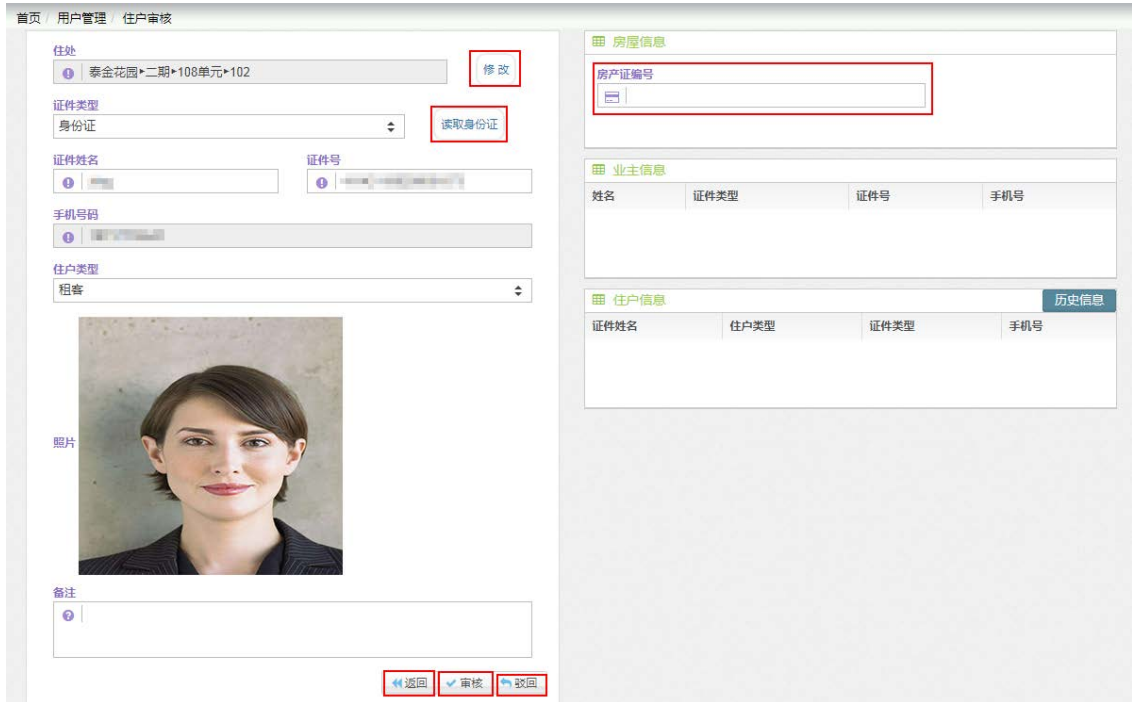 首页 / 用户管理 / 住户审核
住处
泰金花园▸二期▸108单元▸102
修改
证件类型
身份证
读取身份证
证件姓名
证件号
手机号码
住户类型
租客
照片
备注
返回
审核
驳回
房屋信息
房产证编号
业主信息
姓名 证件类型 证件号 手机号
住户信息
历史信息
证件姓名 住户类型 证件类型 手机号